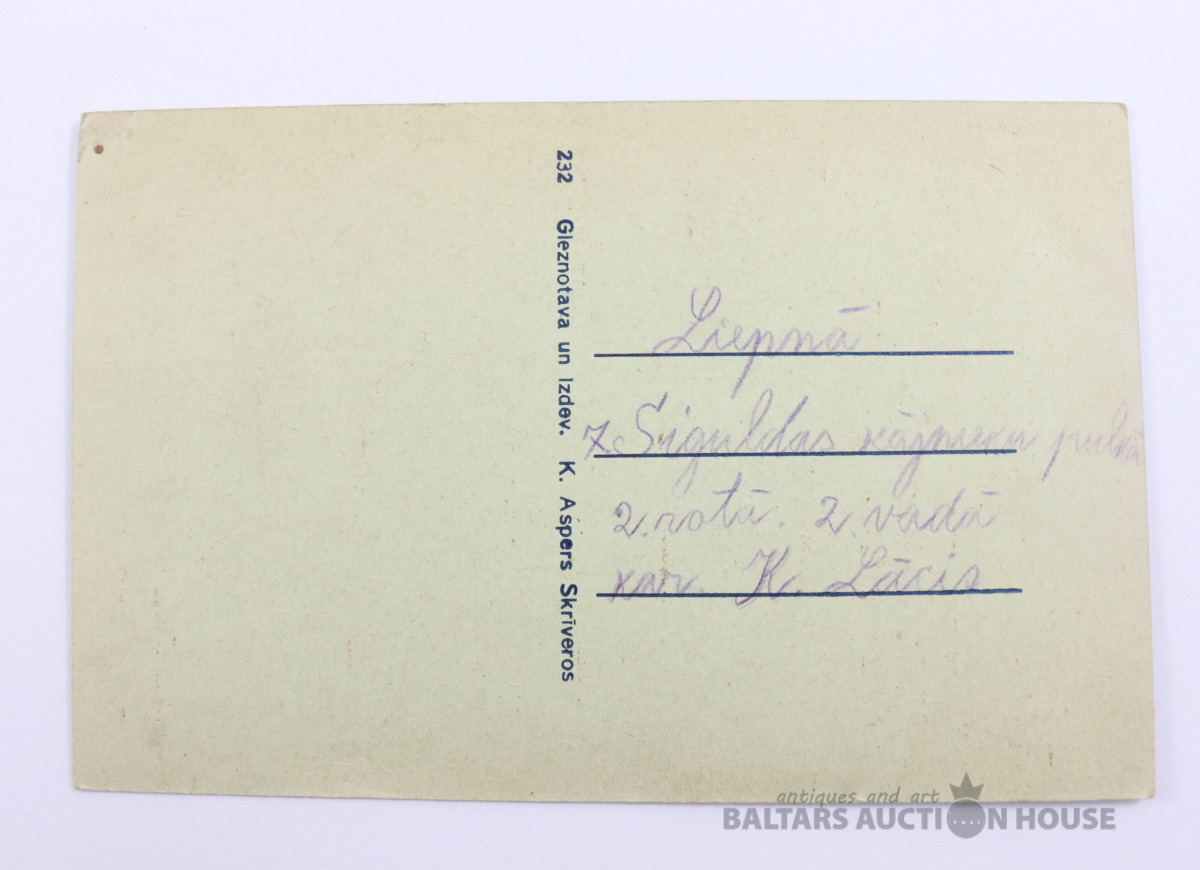 232 Gleznotava un Izdev. K. Aspers Skrīveros
Liepnā
7. Siguldas kājnieku pulkā
2. rotā. 2. vadā
kar. K. Lācis
antiques and art
BALTARS AUCTION HOUSE